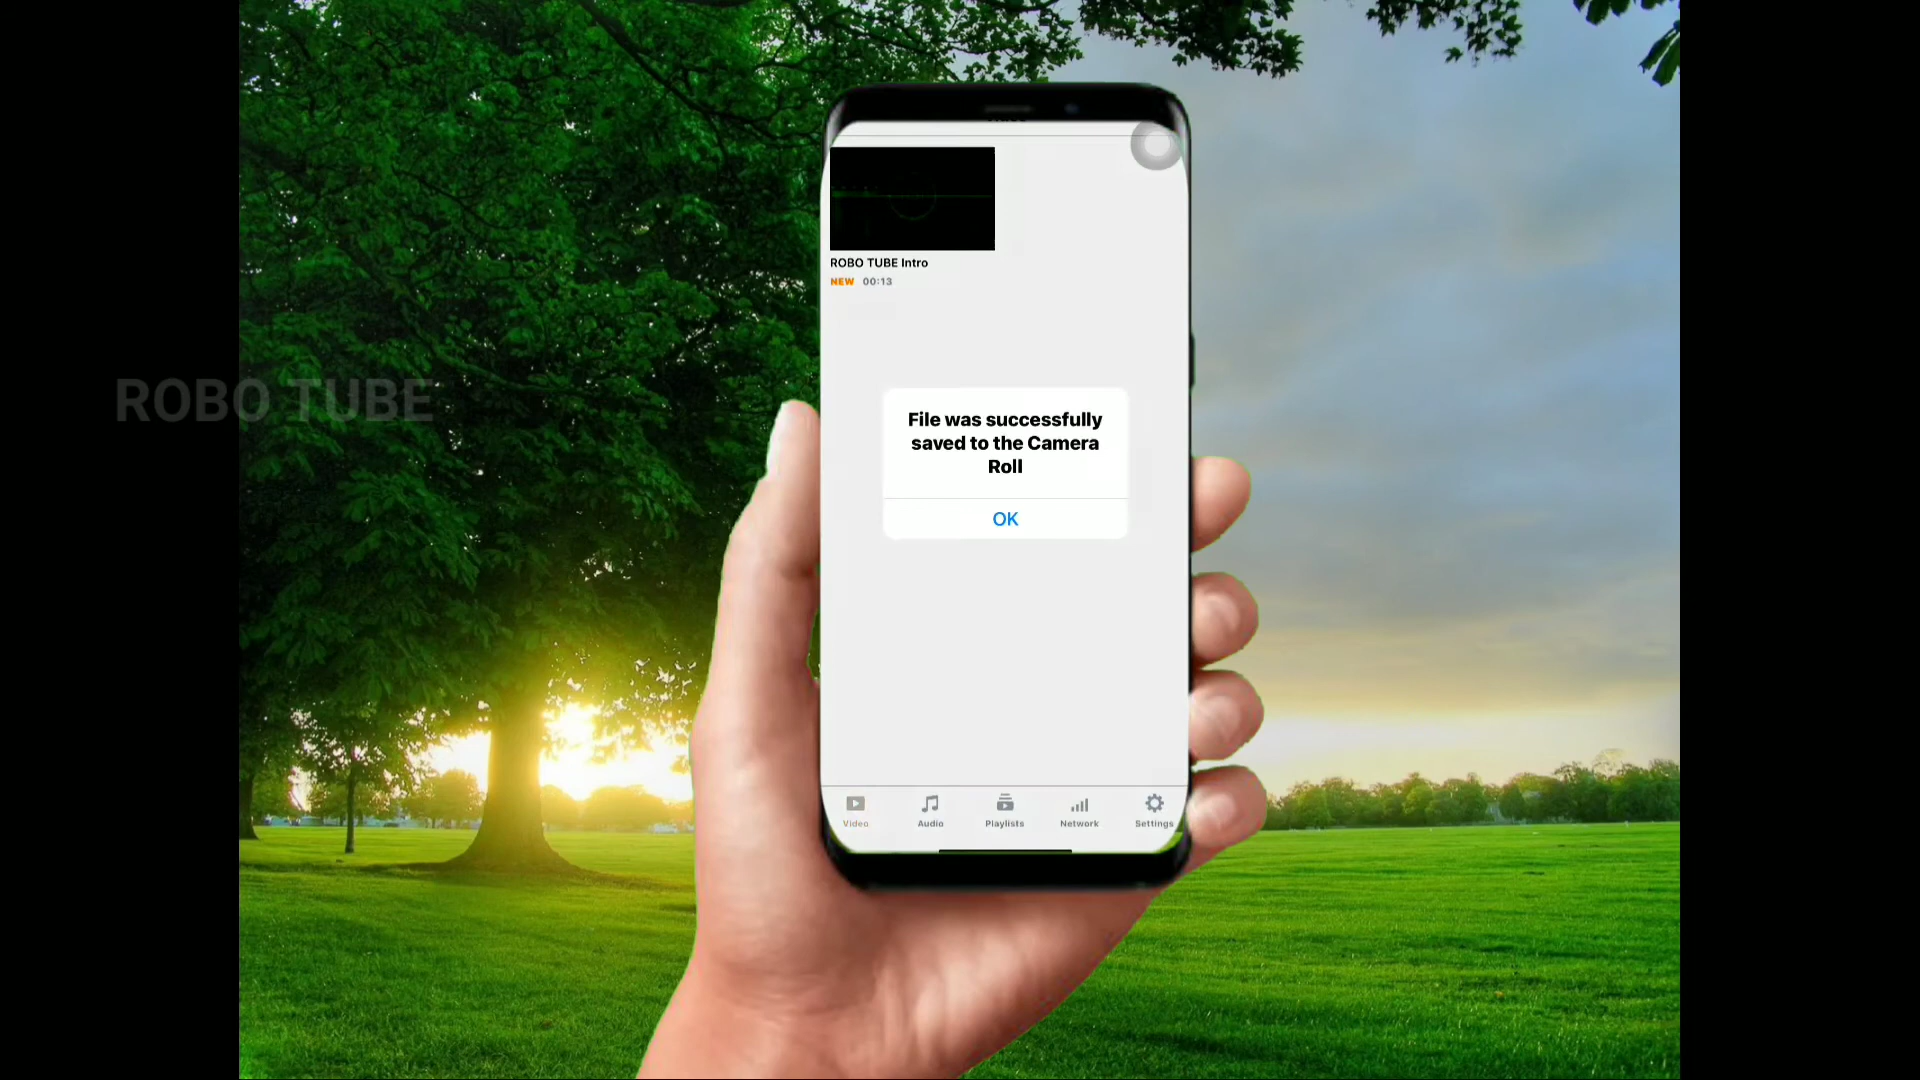 ROBO TUBE Intro
NEW 00:13
ROBO TUBE
File was successfully
saved to the Camera
Roll
OK
Video
Audio
Playlists
Network
Settings